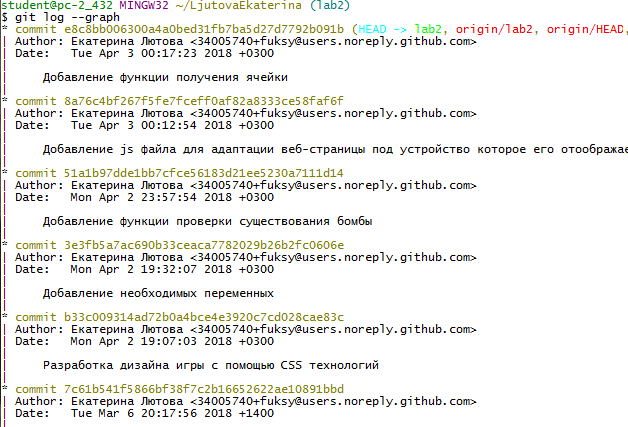 student@pc-2_432 MINGW32 ~/LjutovaEkaterina (lab2)
$ git log --graph
* commit e8c8bb006300a4a0bed31fb7ba5d27d7792b091b (HEAD -> lab2, origin/lab2, origin/HEAD,
| Author: Екатерина Лютова <34005740+fuksy@users.noreply.github.com>
| Date:   Tue Apr 3 00:17:23 2018 +0300
|
|     Добавление функции получения ячейки
|
* commit 8a76c4bf267f5fe7fceff0af82a8333ce58faf6f
| Author: Екатерина Лютова <34005740+fuksy@users.noreply.github.com>
| Date:   Tue Apr 3 00:12:54 2018 +0300
|
|     Добавление js файла для адаптации веб-страницы под устройство которое его отоображае
|
* commit 51a1b97dde1bb7cfce56183d21ee5230a7111d14
| Author: Екатерина Лютова <34005740+fuksy@users.noreply.github.com>
| Date:   Mon Apr 2 23:57:54 2018 +0300
|
|     Добавление функции проверки существования бомбы
|
* commit 3e3fb5a7ac690b33ceaca7782029b26b2fc0606e
| Author: Екатерина Лютова <34005740+fuksy@users.noreply.github.com>
| Date:   Mon Apr 2 19:32:07 2018 +0300
|
|     Добавление необходимых переменных
|
* commit b33c009314ad72b0a4bce4e3920c7cd028cae83c
| Author: Екатерина Лютова <34005740+fuksy@users.noreply.github.com>
| Date:   Mon Apr 2 19:07:03 2018 +0300
|
|     Разработка дизайна игры с помощью CSS технологий
|
* commit 7c61b541f5866bf38f7c2b16652622ae10891bbd
| Author: Екатерина Лютова <34005740+fuksy@users.noreply.github.com>
| Date:   Tue Mar 6 20:17:56 2018 +1400
|